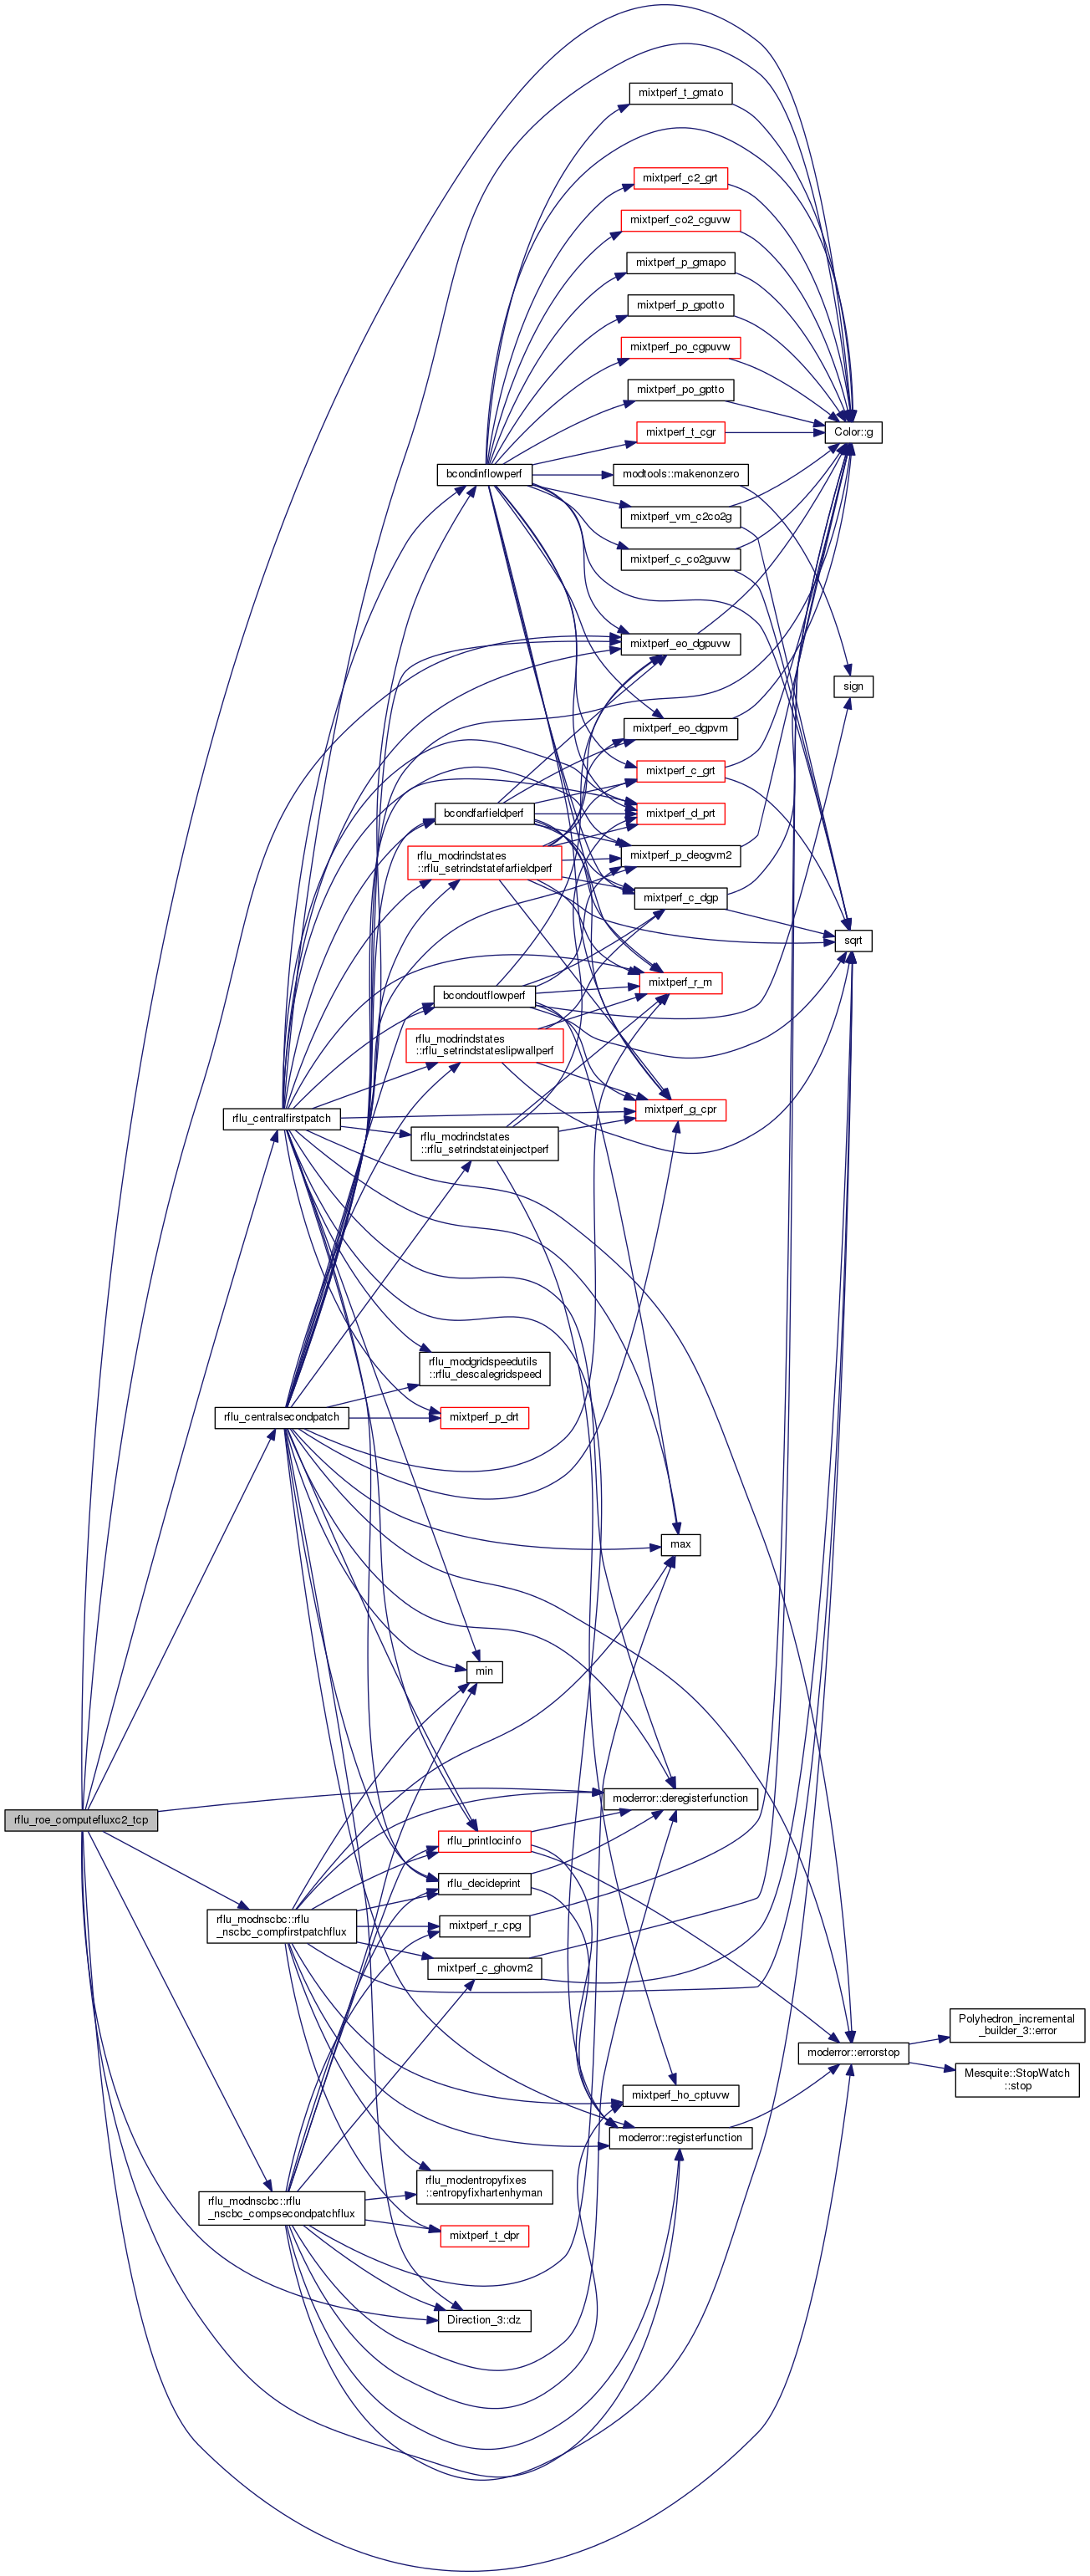 mixtperf_t_gmato
mixtperf_c2_grt
mixtperf_co2_cguvw
mixtperf_p_gmapo
mixtperf_p_gpotto
mixtperf_po_cgpuvw
mixtperf_po_gptto
mixtperf_t_cgr
Color::g
bcondinflowperf
modtools::makenonzero
mixtperf_vm_c2co2g
mixtperf_c_co2guvw
mixtperf_eo_dgpuvw
sign
mixtperf_eo_dgpvm
mixtperf_c_grt
bcondfarfieldperf
mixtperf_d_prt
rflu_modrindstates
::rflu_setrindstatefarfieldperf
mixtperf_p_deogvm2
mixtperf_c_dgp
sqrt
mixtperf_r_m
bcondoutflowperf
rflu_modrindstates
::rflu_setrindstateslipwallperf
mixtperf_g_cpr
rflu_centralfirstpatch
rflu_modrindstates
::rflu_setrindstateinjectperf
rflu_modgridspeedutils
::rflu_descalegridspeed
rflu_centralsecondpatch
mixtperf_p_drt
max
min
moderror::deregisterfunction
rflu_roe_computefluxc2_tcp
rflu_printlocinfo
rflu_decideprint
rflu_modnscbc::rflu
_nscbc_compfirstpatchflux
mixtperf_r_cpg
mixtperf_c_ghovm2
Polyhedron_incremental
_builder_3::error
moderror::errorstop
Mesquite::StopWatch
::stop
mixtperf_ho_cptuvw
moderror::registerfunction
rflu_modentropyfixes
::entropyfixhartenhyman
rflu_modnscbc::rflu
_nscbc_compsecondpatchflux
mixtperf_t_dpr
Direction_3::dz